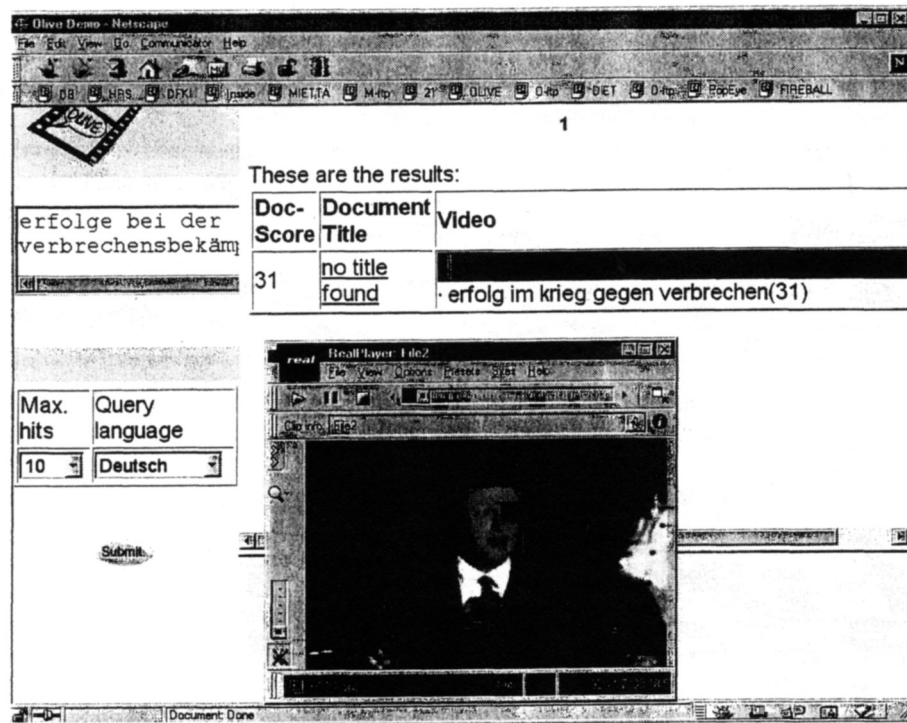 Olive Demo - Netscape
File Edit View Go Communicator Help
DB HRS DFKI Inside MIETTA M-ftp 21 OLIVE O-ftp DIET D-ftp PopEye FIREBALL
OLIVE
1
These are the results:
Doc-Score Document Title Video
31 no title found
· erfolg im krieg gegen verbrechen(31)
erfolge bei der
verbrechensbekämp
real RealPlayer: File2
File View Options Presets Sites Help
Clip info: File2
Max. hits Query language
10 Deutsch
Submit
Document: Done